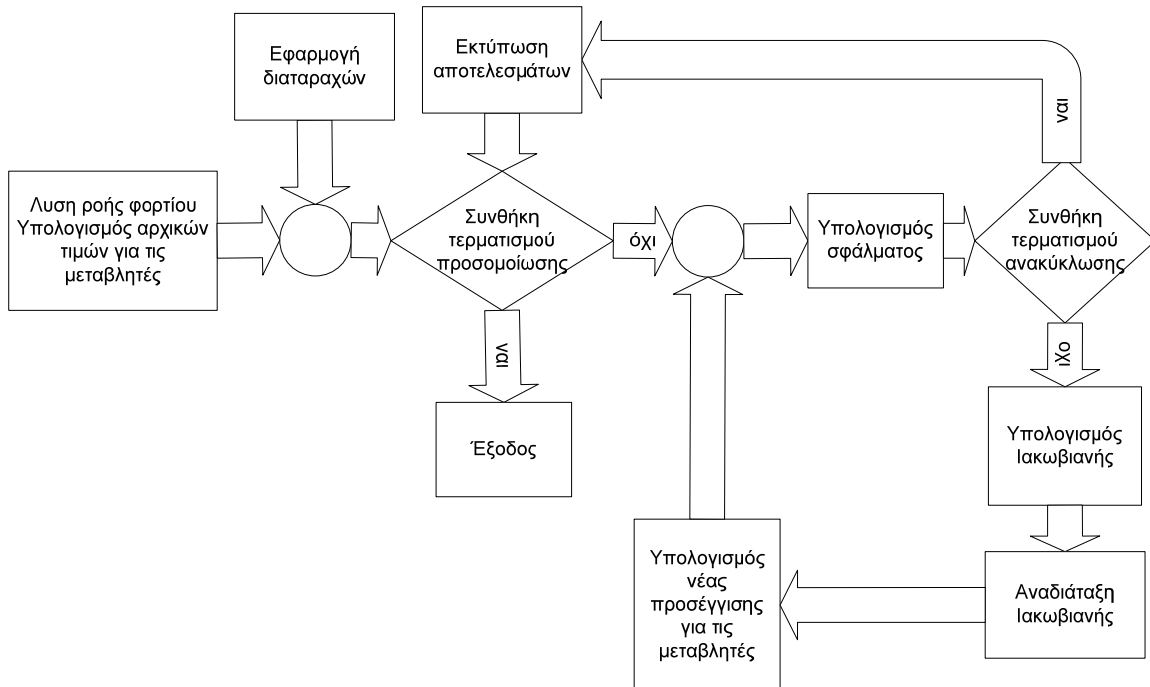 Εφαρμογή
διαταραχών
Εκτύπωση
αποτελεσμάτων
ναι
Λυση ροής φορτίου
Υπολογισμός αρχικών
τιμών για τις
μεταβλητές
Συνθήκη
τερματισμού
προσομοίωσης
όχι
Υπολογισμός
σφάλματος
Συνθήκη
τερματισμού
ανακύκλωσης
ναι
όχι
Έξοδος
Υπολογισμός
Ιακωβιανής
Υπολογισμός
νέας
προσέγγισης
για τις
μεταβλητές
Αναδιάταξη
Ιακωβιανής